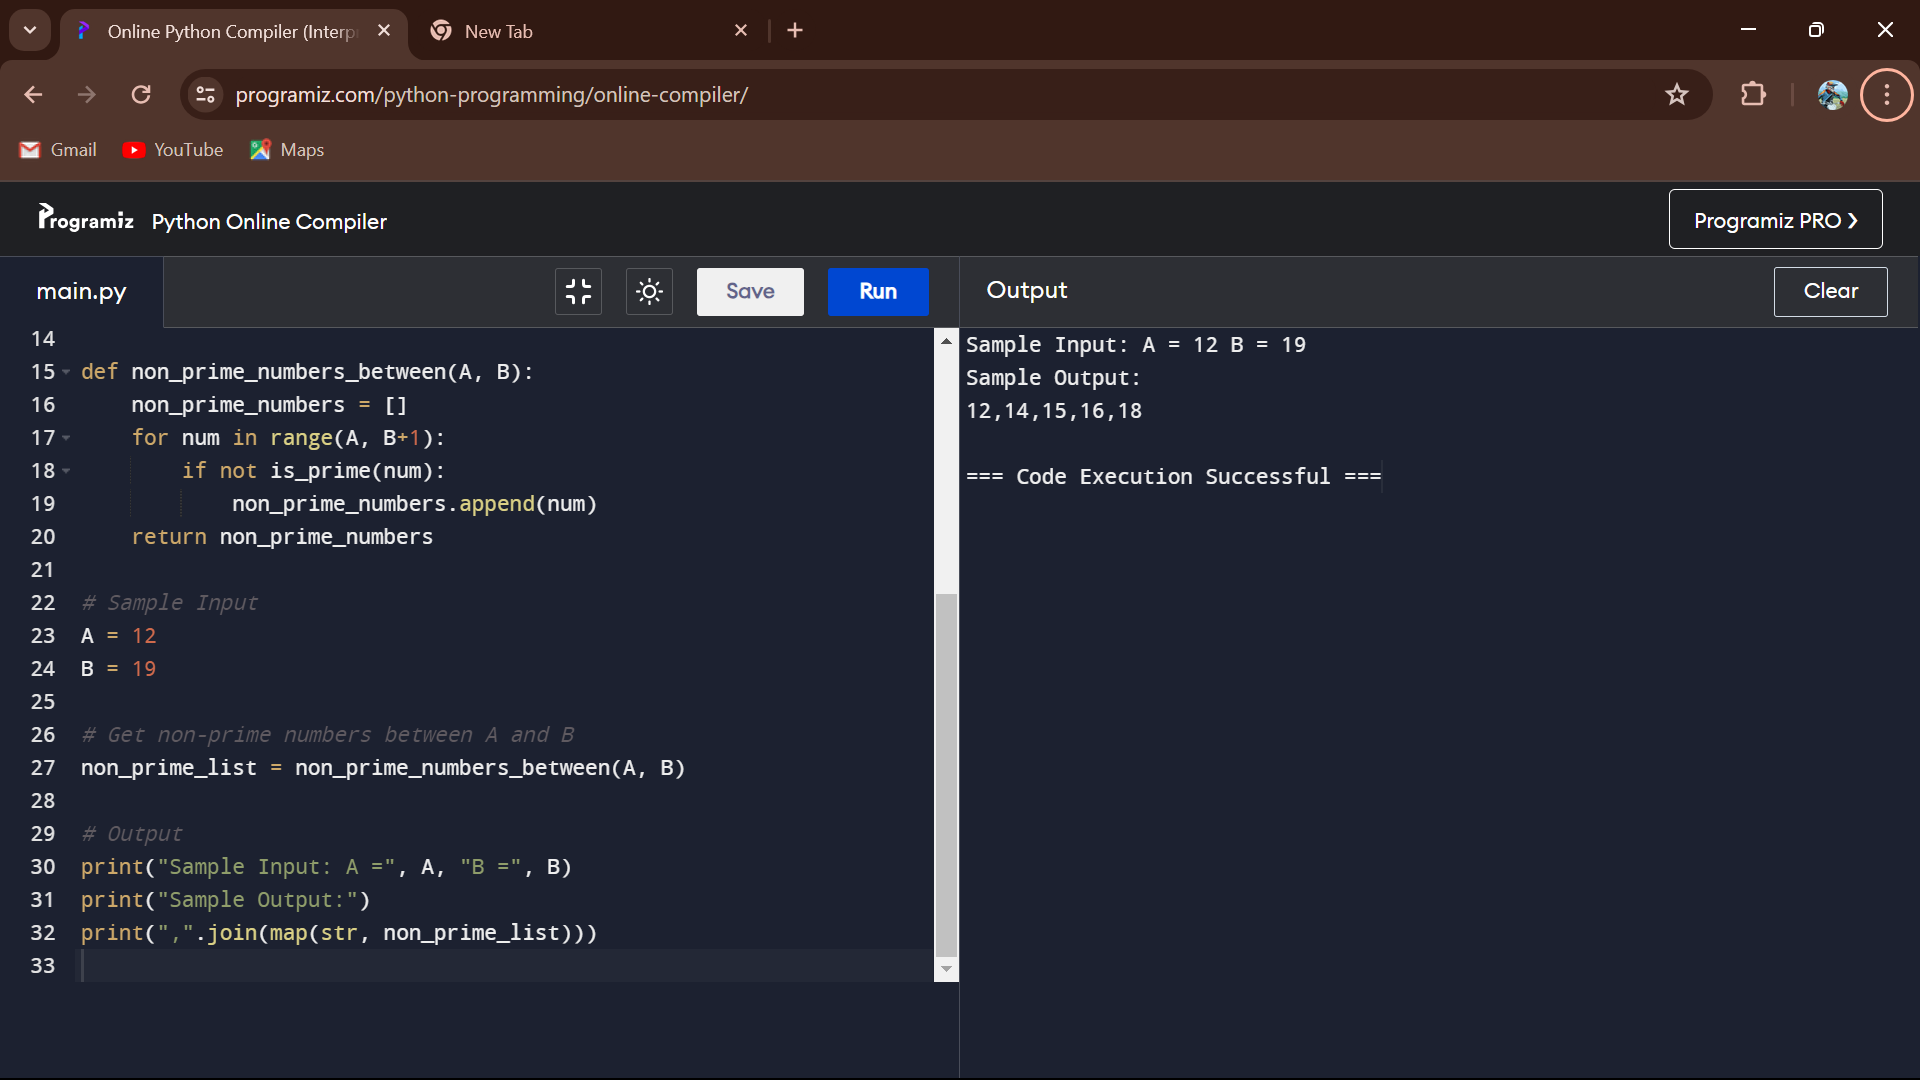 Online Python Compiler (Interp
New Tab
programiz.com/python-programming/online-compiler/
Gmail
YouTube
Maps
Programiz
Python Online Compiler
Programiz PRO ❯
main.py
Save
Run
Output
Clear
14
15 def non_prime_numbers_between(A, B):
16     non_prime_numbers = []
17     for num in range(A, B+1):
18         if not is_prime(num):
19             non_prime_numbers.append(num)
20     return non_prime_numbers
21
22 # Sample Input
23 A = 12
24 B = 19
25
26 # Get non-prime numbers between A and B
27 non_prime_list = non_prime_numbers_between(A, B)
28
29 # Output
30 print("Sample Input: A =", A, "B =", B)
31 print("Sample Output:")
32 print(",".join(map(str, non_prime_list)))
33
Sample Input: A = 12 B = 19
Sample Output:
12,14,15,16,18
=== Code Execution Successful ===